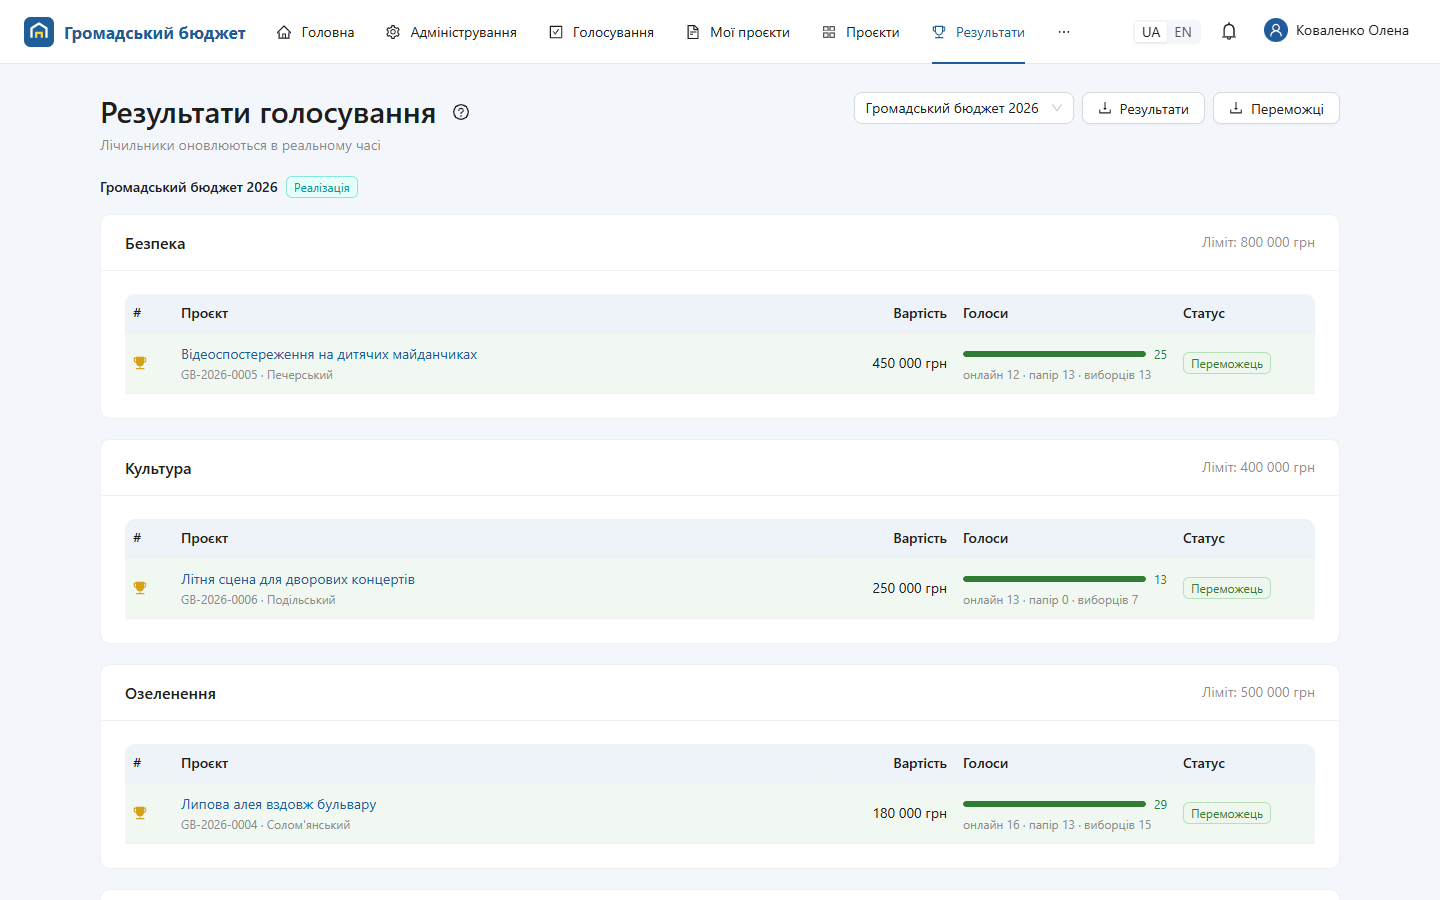 Громадський бюджет
Головна
Адміністрування
Голосування
Мої проєкти
Проєкти
Результати
···
UA EN
Коваленко Олена
Результати голосування
Лічильники оновлюються в реальному часі
Громадський бюджет 2026
Результати
Переможці
Громадський бюджет 2026 Реалізація
Безпека Ліміт: 800 000 грн
# Проєкт Вартість Голоси Статус
Відеоспостереження на дитячих майданчиках
GB-2026-0005 · Печерський
450 000 грн
25
онлайн 12 · папір 13 · виборців 13
Переможець
Культура Ліміт: 400 000 грн
# Проєкт Вартість Голоси Статус
Літня сцена для дворових концертів
GB-2026-0006 · Подільський
250 000 грн
13
онлайн 13 · папір 0 · виборців 7
Переможець
Озеленення Ліміт: 500 000 грн
# Проєкт Вартість Голоси Статус
Липова алея вздовж бульвару
GB-2026-0004 · Солом'янський
180 000 грн
29
онлайн 16 · папір 13 · виборців 15
Переможець